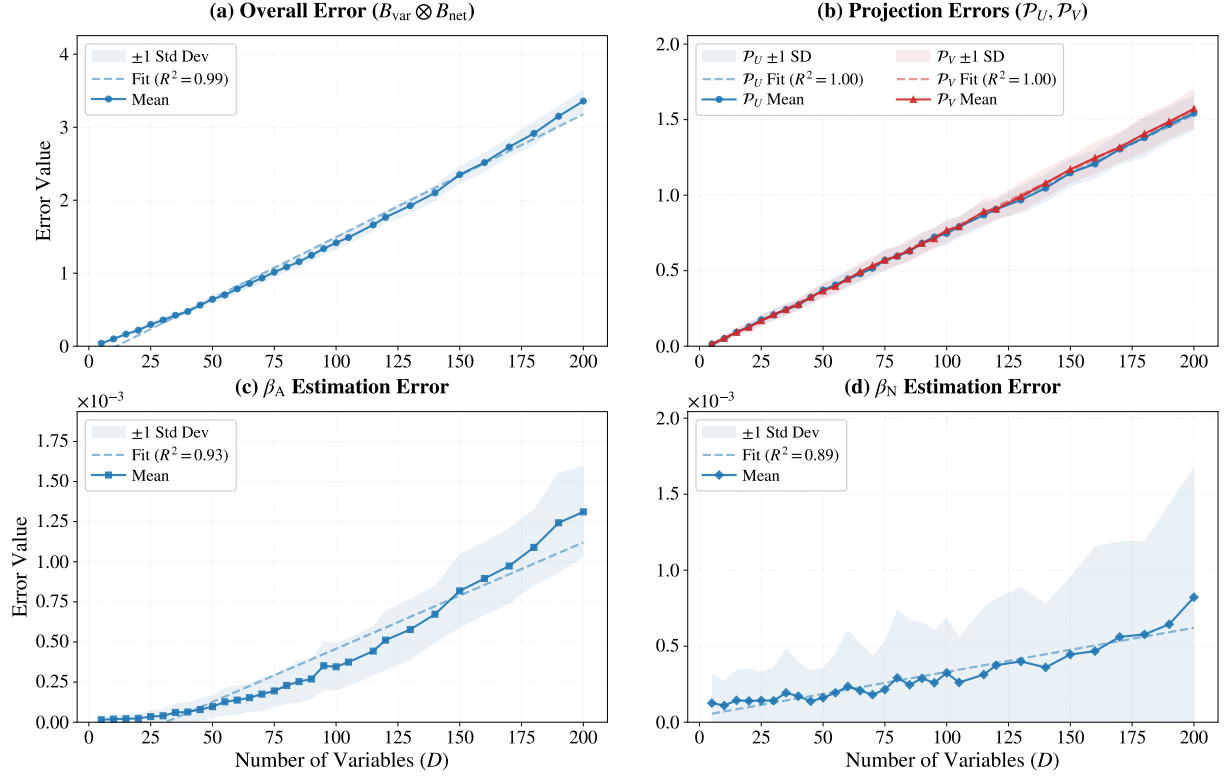 (a) Overall Error (B_var ⊗ B_net)
Error Value
4
3
2
1
0
±1 Std Dev
Fit (R² = 0.99)
Mean
0 25 50 75 100 125 150 175 200
(b) Projection Errors (𝒫_U, 𝒫_V)
2.0
1.5
1.0
0.5
0.0
𝒫_U ±1 SD
𝒫_U Fit (R² = 1.00)
𝒫_U Mean
𝒫_V ±1 SD
𝒫_V Fit (R² = 1.00)
𝒫_V Mean
0 25 50 75 100 125 150 175 200
(c) β_A Estimation Error
×10⁻³
Error Value
1.75
1.50
1.25
1.00
0.75
0.50
0.25
0.00
±1 Std Dev
Fit (R² = 0.93)
Mean
0 25 50 75 100 125 150 175 200
Number of Variables (D)
(d) β_N Estimation Error
×10⁻³
2.0
1.5
1.0
0.5
0.0
±1 Std Dev
Fit (R² = 0.89)
Mean
0 25 50 75 100 125 150 175 200
Number of Variables (D)